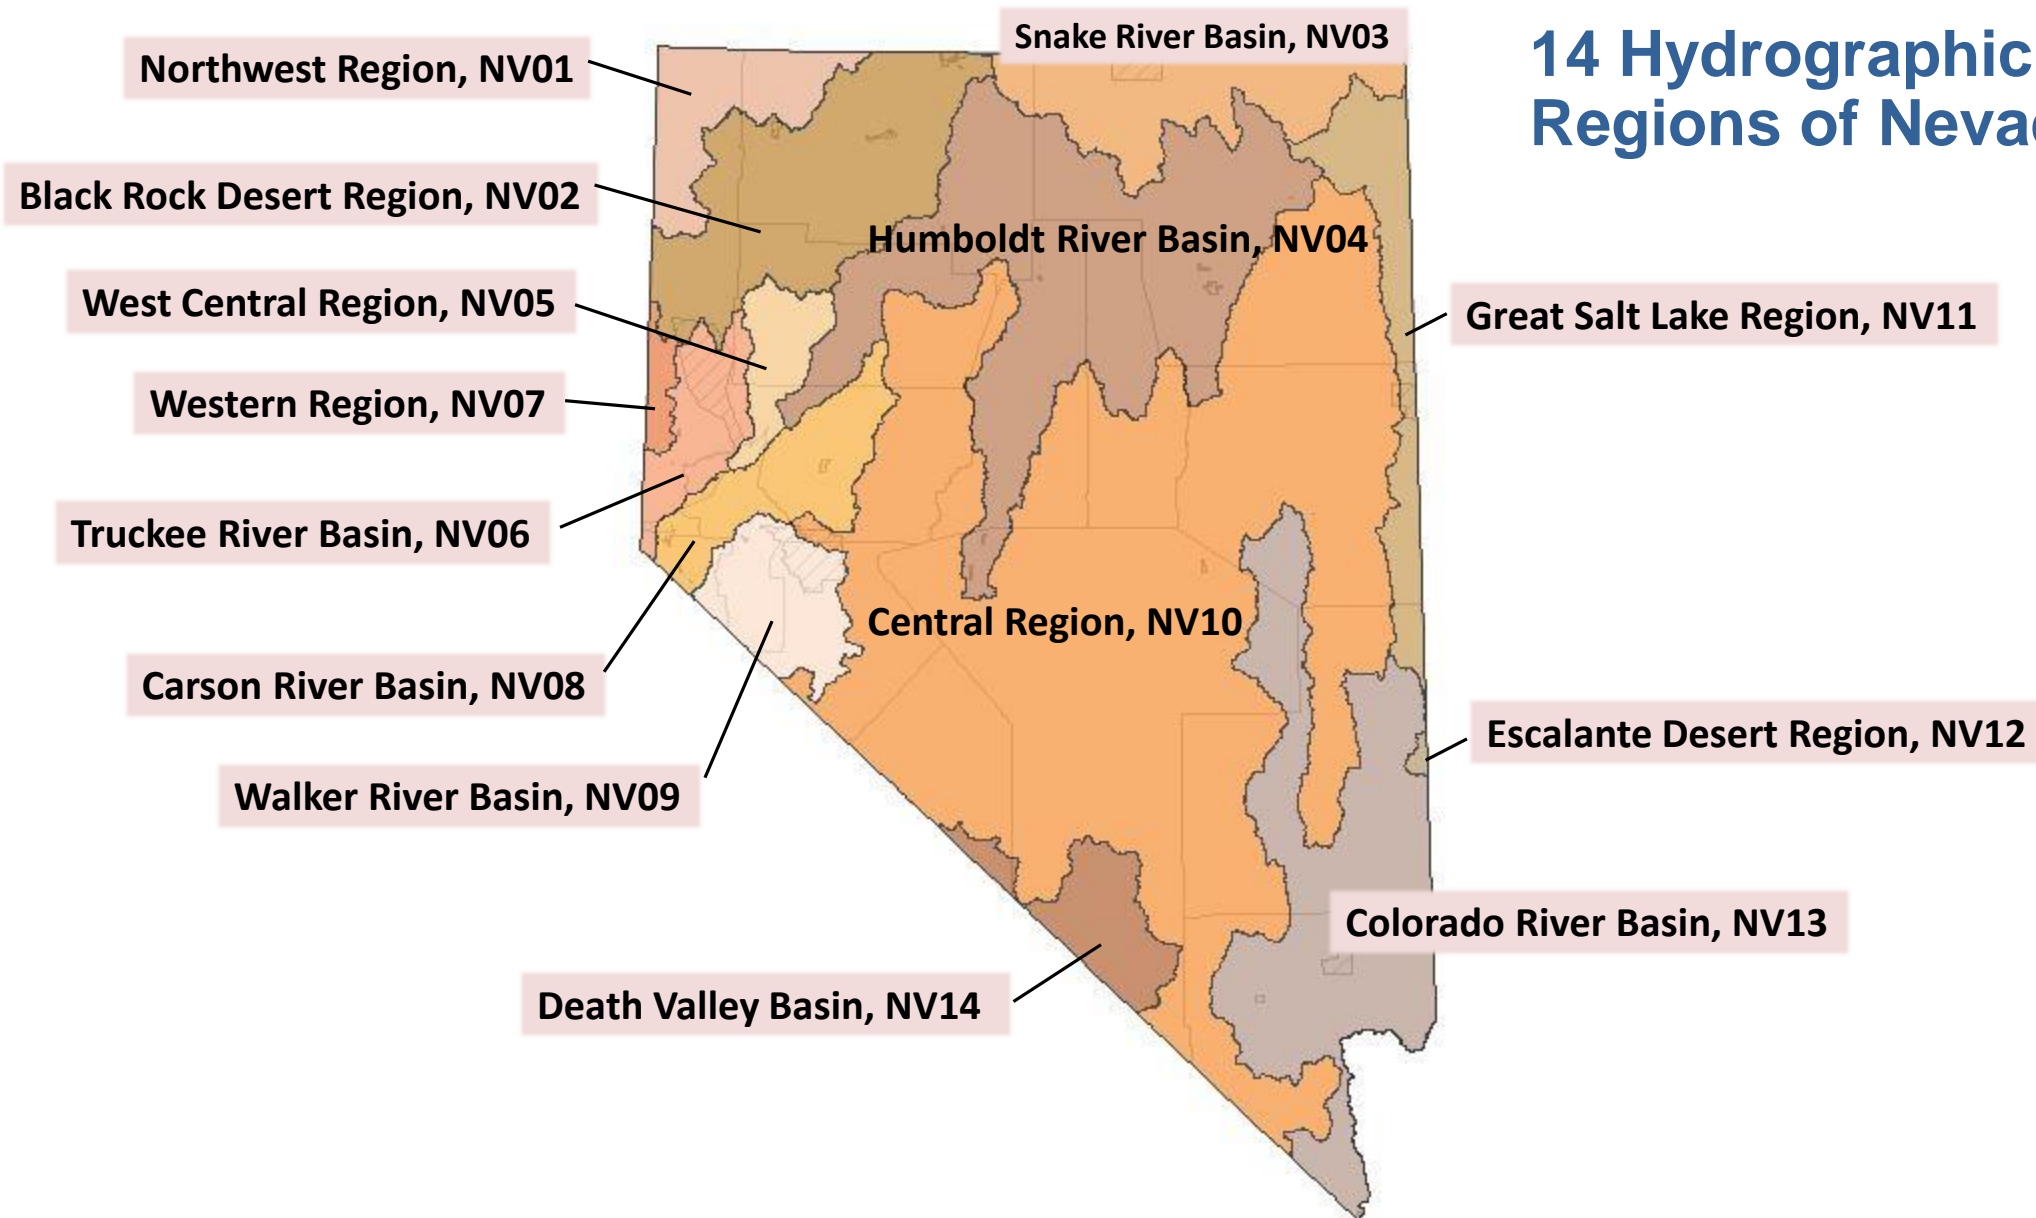 14 Hydrographic
Regions of
Snake River Basin, NV03
Northwest Region, NV01
Black Rock Desert Region, NV02
Humboldt River Basin, NV04
West Central Region, NV05
Great Salt Lake Region, NV11
Western Region, NV07
Truckee River Basin, NV06
Central Region, NV10
Carson River Basin, NV08
Escalante Desert Region, NV12
Walker River Basin, NV09
Colorado River Basin, NV13
Death Valley Basin, NV14